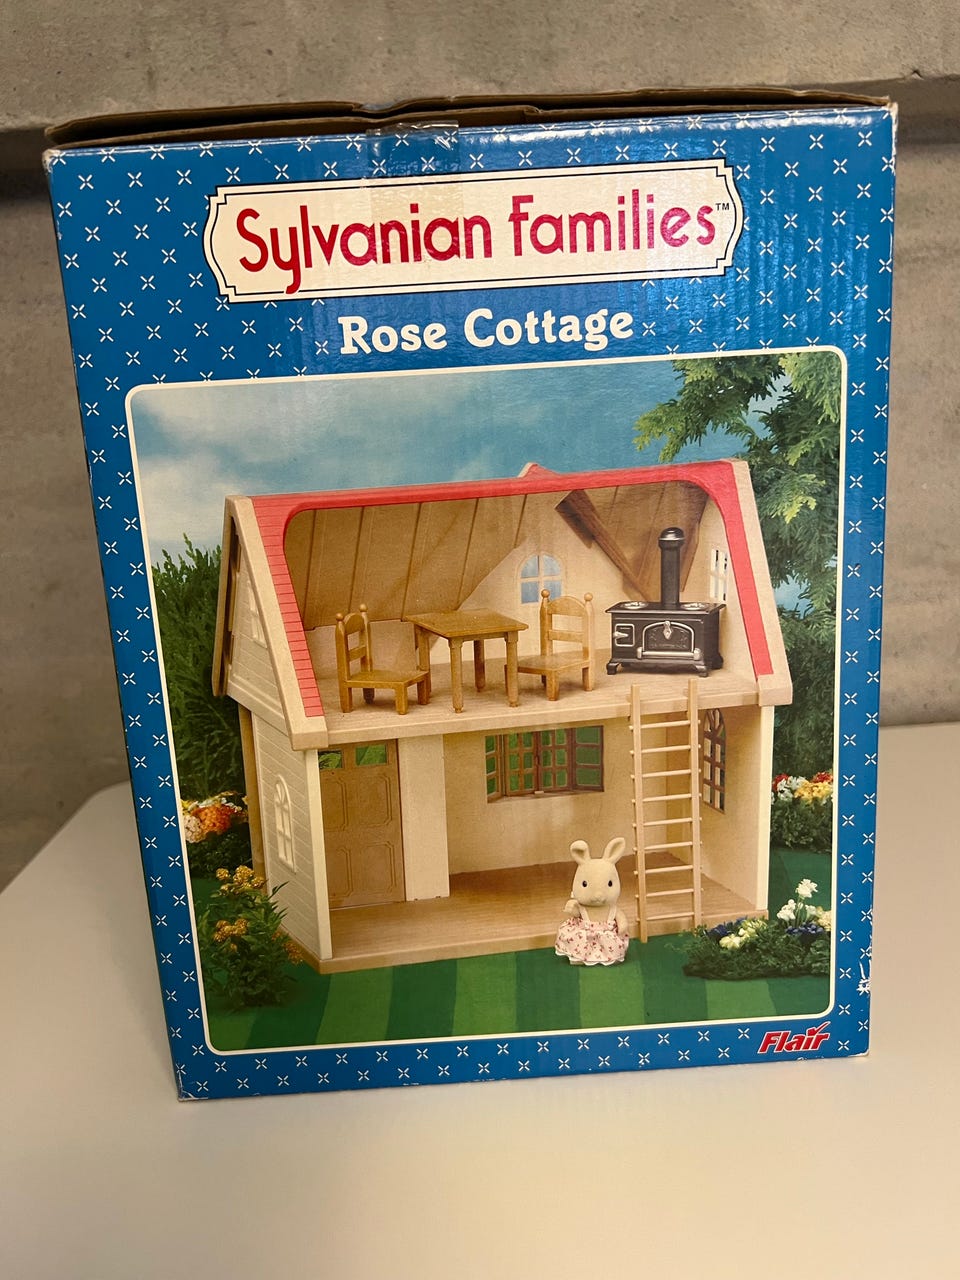 Sylvanian Families™
Rose Cottage
Flair